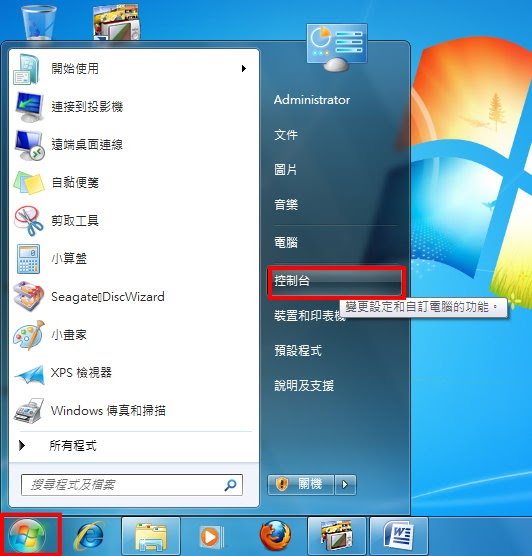 開始使用
連接到投影機
遠端桌面連線
自黏便箋
剪取工具
小算盤
Seagate DiscWizard
小畫家
XPS 檢視器
Windows 傳真和掃描
所有程式
搜尋程式及檔案
Administrator
文件
圖片
音樂
電腦
控制台
變更設定和自訂電腦的功能。
裝置和印表機
預設程式
說明及支援
關機